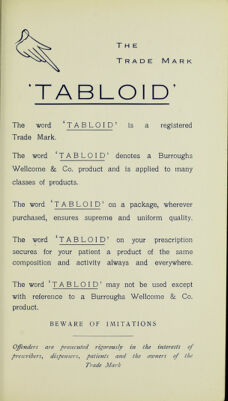 THE
TRADE MARK
'TABLOID'
The word 'TABLOID' is a registered
Trade Mark.
The word 'TABLOID' denotes a Burroughs
Wellcome & Co. product and is applied to many
classes of products.
The word 'TABLOID' on a package, wherever
purchased, ensures supreme and uniform quality.
The word 'TABLOID' on your prescription
secures for your patient a product of the same
composition and activity always and everywhere.
The word 'TABLOID' may not be used except
with reference to a Burroughs Wellcome & Co.
product.
BEWARE OF IMITATIONS
Offenders are prosecuted rigorously in the interests of
prescribers, dispensers, patients and the owners of the
Trade Mark